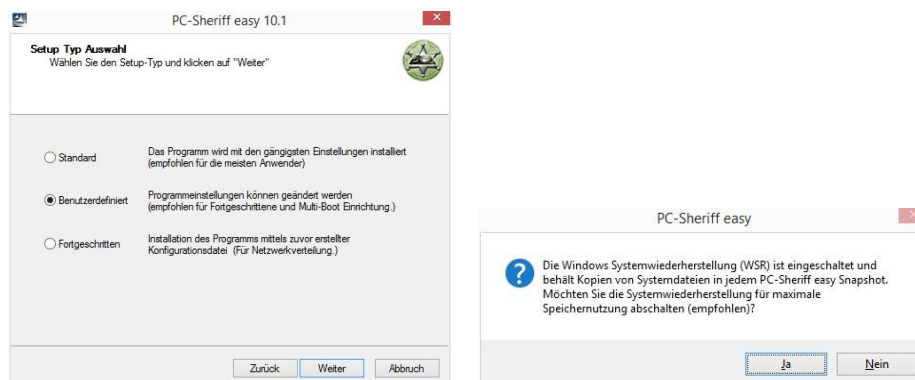 PC-Sheriff easy 10.1
Setup Typ Auswahl
Wählen Sie den Setup-Typ und klicken auf "Weiter"
Standard
Das Programm wird mit den gängigsten Einstellungen installiert
(empfohlen für die meisten Anwender)
Benutzerdefiniert
Programmeinstellungen können geändert werden
(empfohlen für Fortgeschrittene und Multi-Boot Einrichtung.)
Fortgeschritten
Installation des Programms mittels zuvor erstellter
Konfigurationsdatei (Für Netzwerkverteilung.)
Zurück
Weiter
Abbruch
PC-Sheriff easy
Die Windows Systemwiederherstellung (WSR) ist eingeschaltet und
behält Kopien von Systemdateien in jedem PC-Sheriff easy Snapshot.
Möchten Sie die Systemwiederherstellung für maximale
Speichernutzung abschalten (empfohlen)?
Ja
Nein